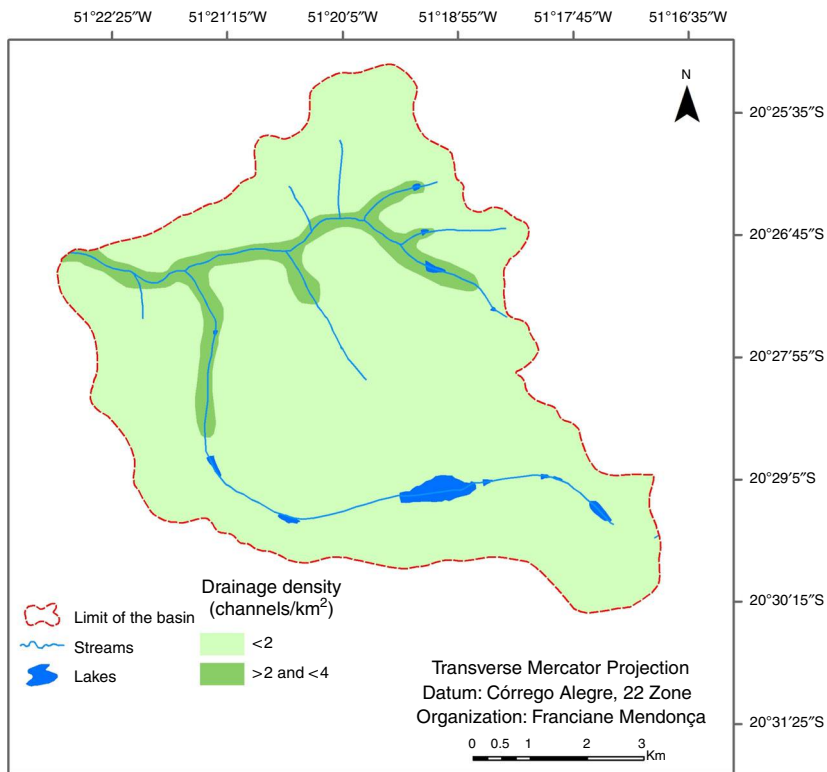 51°22′25″W 51°21′15″W 51°20′5″W 51°18′55″W 51°17′45″W 51°16′35″W
N
20°25′35″S
20°26′45″S
20°27′55″S
20°29′5″S
20°30′15″S
20°31′25″S
Limit of the basin
Streams
Lakes
Drainage density
(channels/km²)
<2
>2 and <4
Transverse Mercator Projection
Datum: Córrego Alegre, 22 Zone
Organization: Franciane Mendonça
0 0.5 1 2 3
Km